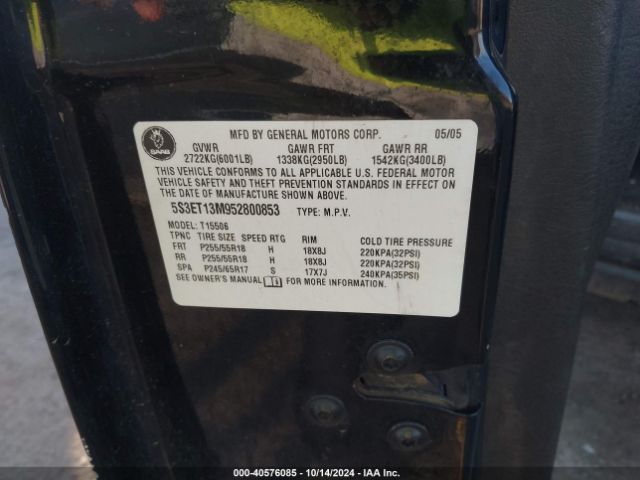 MFD BY GENERAL MOTORS CORP. 05/05
SAAB
GVWR GAWR FRT GAWR RR
2722KG(6001LB) 1338KG(2950LB) 1542KG(3400LB)
THIS VEHICLE CONFORMS TO ALL APPLICABLE U.S. FEDERAL MOTOR
VEHICLE SAFETY AND THEFT PREVENTION STANDARDS IN EFFECT ON
THE DATE OF MANUFACTURE SHOWN ABOVE.
5S3ET13M952800853 TYPE: M.P.V.
MODEL: T15506
TPNC TIRE SIZE SPEED RTG RIM COLD TIRE PRESSURE
FRT P255/55R18 H 18X8J 220KPA(32PSI)
RR P255/55R18 H 18X8J 220KPA(32PSI)
SPA P245/65R17 S 17X7J 240KPA(35PSI)
SEE OWNER'S MANUAL FOR MORE INFORMATION.
000-40576085 - 10/14/2024 - IAA Inc.